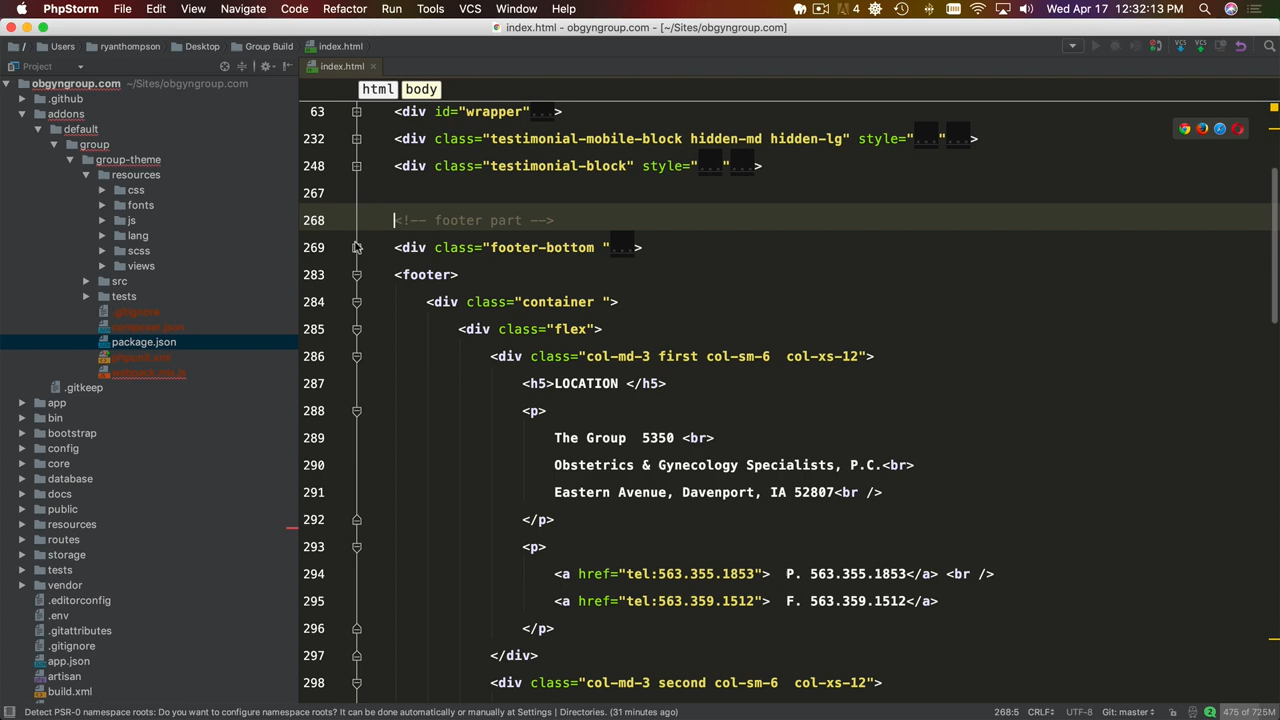 PhpStorm File Edit View Navigate Code Refactor Run Tools VCS Window Help 4 Wed Apr 17 12:32:13
index.html - obgyngroup.com - [~/Sites/obgyngroup.com]
/ Users ryanthompson Desktop Group Build index.html VCS VCS
Project index.html
obgyngroup.com ~/Sites/obgyngroup.com
.github
addons
default
group
group-theme
resources
css
fonts
js
lang
scss
views
src
tests
.gitignore
composer.json
package.json
phpunit.xml
webpack.mix.js
.gitkeep
app
bin
bootstrap
config
core
database
docs
public
resources
routes
storage
tests
vendor
.editorconfig
.env
.gitattributes
.gitignore
app.json
artisan
build.xml
html body
63 <div id="wrapper"...>
232 <div class="testimonial-mobile-block hidden-md hidden-lg" style="..."...>
248 <div class="testimonial-block" style="..."...>
267
268 <!-- footer part -->
269 <div class="footer-bottom "...>
283 <footer>
284 <div class="container ">
285 <div class="flex">
286 <div class="col-md-3 first col-sm-6  col-xs-12">
287 <h5>LOCATION </h5>
288 <p>
289 The Group  5350 <br>
290 Obstetrics & Gynecology Specialists, P.C.<br>
291 Eastern Avenue, Davenport, IA 52807<br />
292 </p>
293 <p>
294 <a href="tel:563.355.1853">  P. 563.355.1853</a> <br />
295 <a href="tel:563.359.1512">  F. 563.359.1512</a>
296 </p>
297 </div>
298 <div class="col-md-3 second col-sm-6  col-xs-12">
Detect PSR-0 namespace roots: Do you want to configure namespace roots? It can be done automatically or manually at Settings | Directories. (31 minutes ago) 268:5 CRLF UTF-8 Git: master 2 475 of 725M